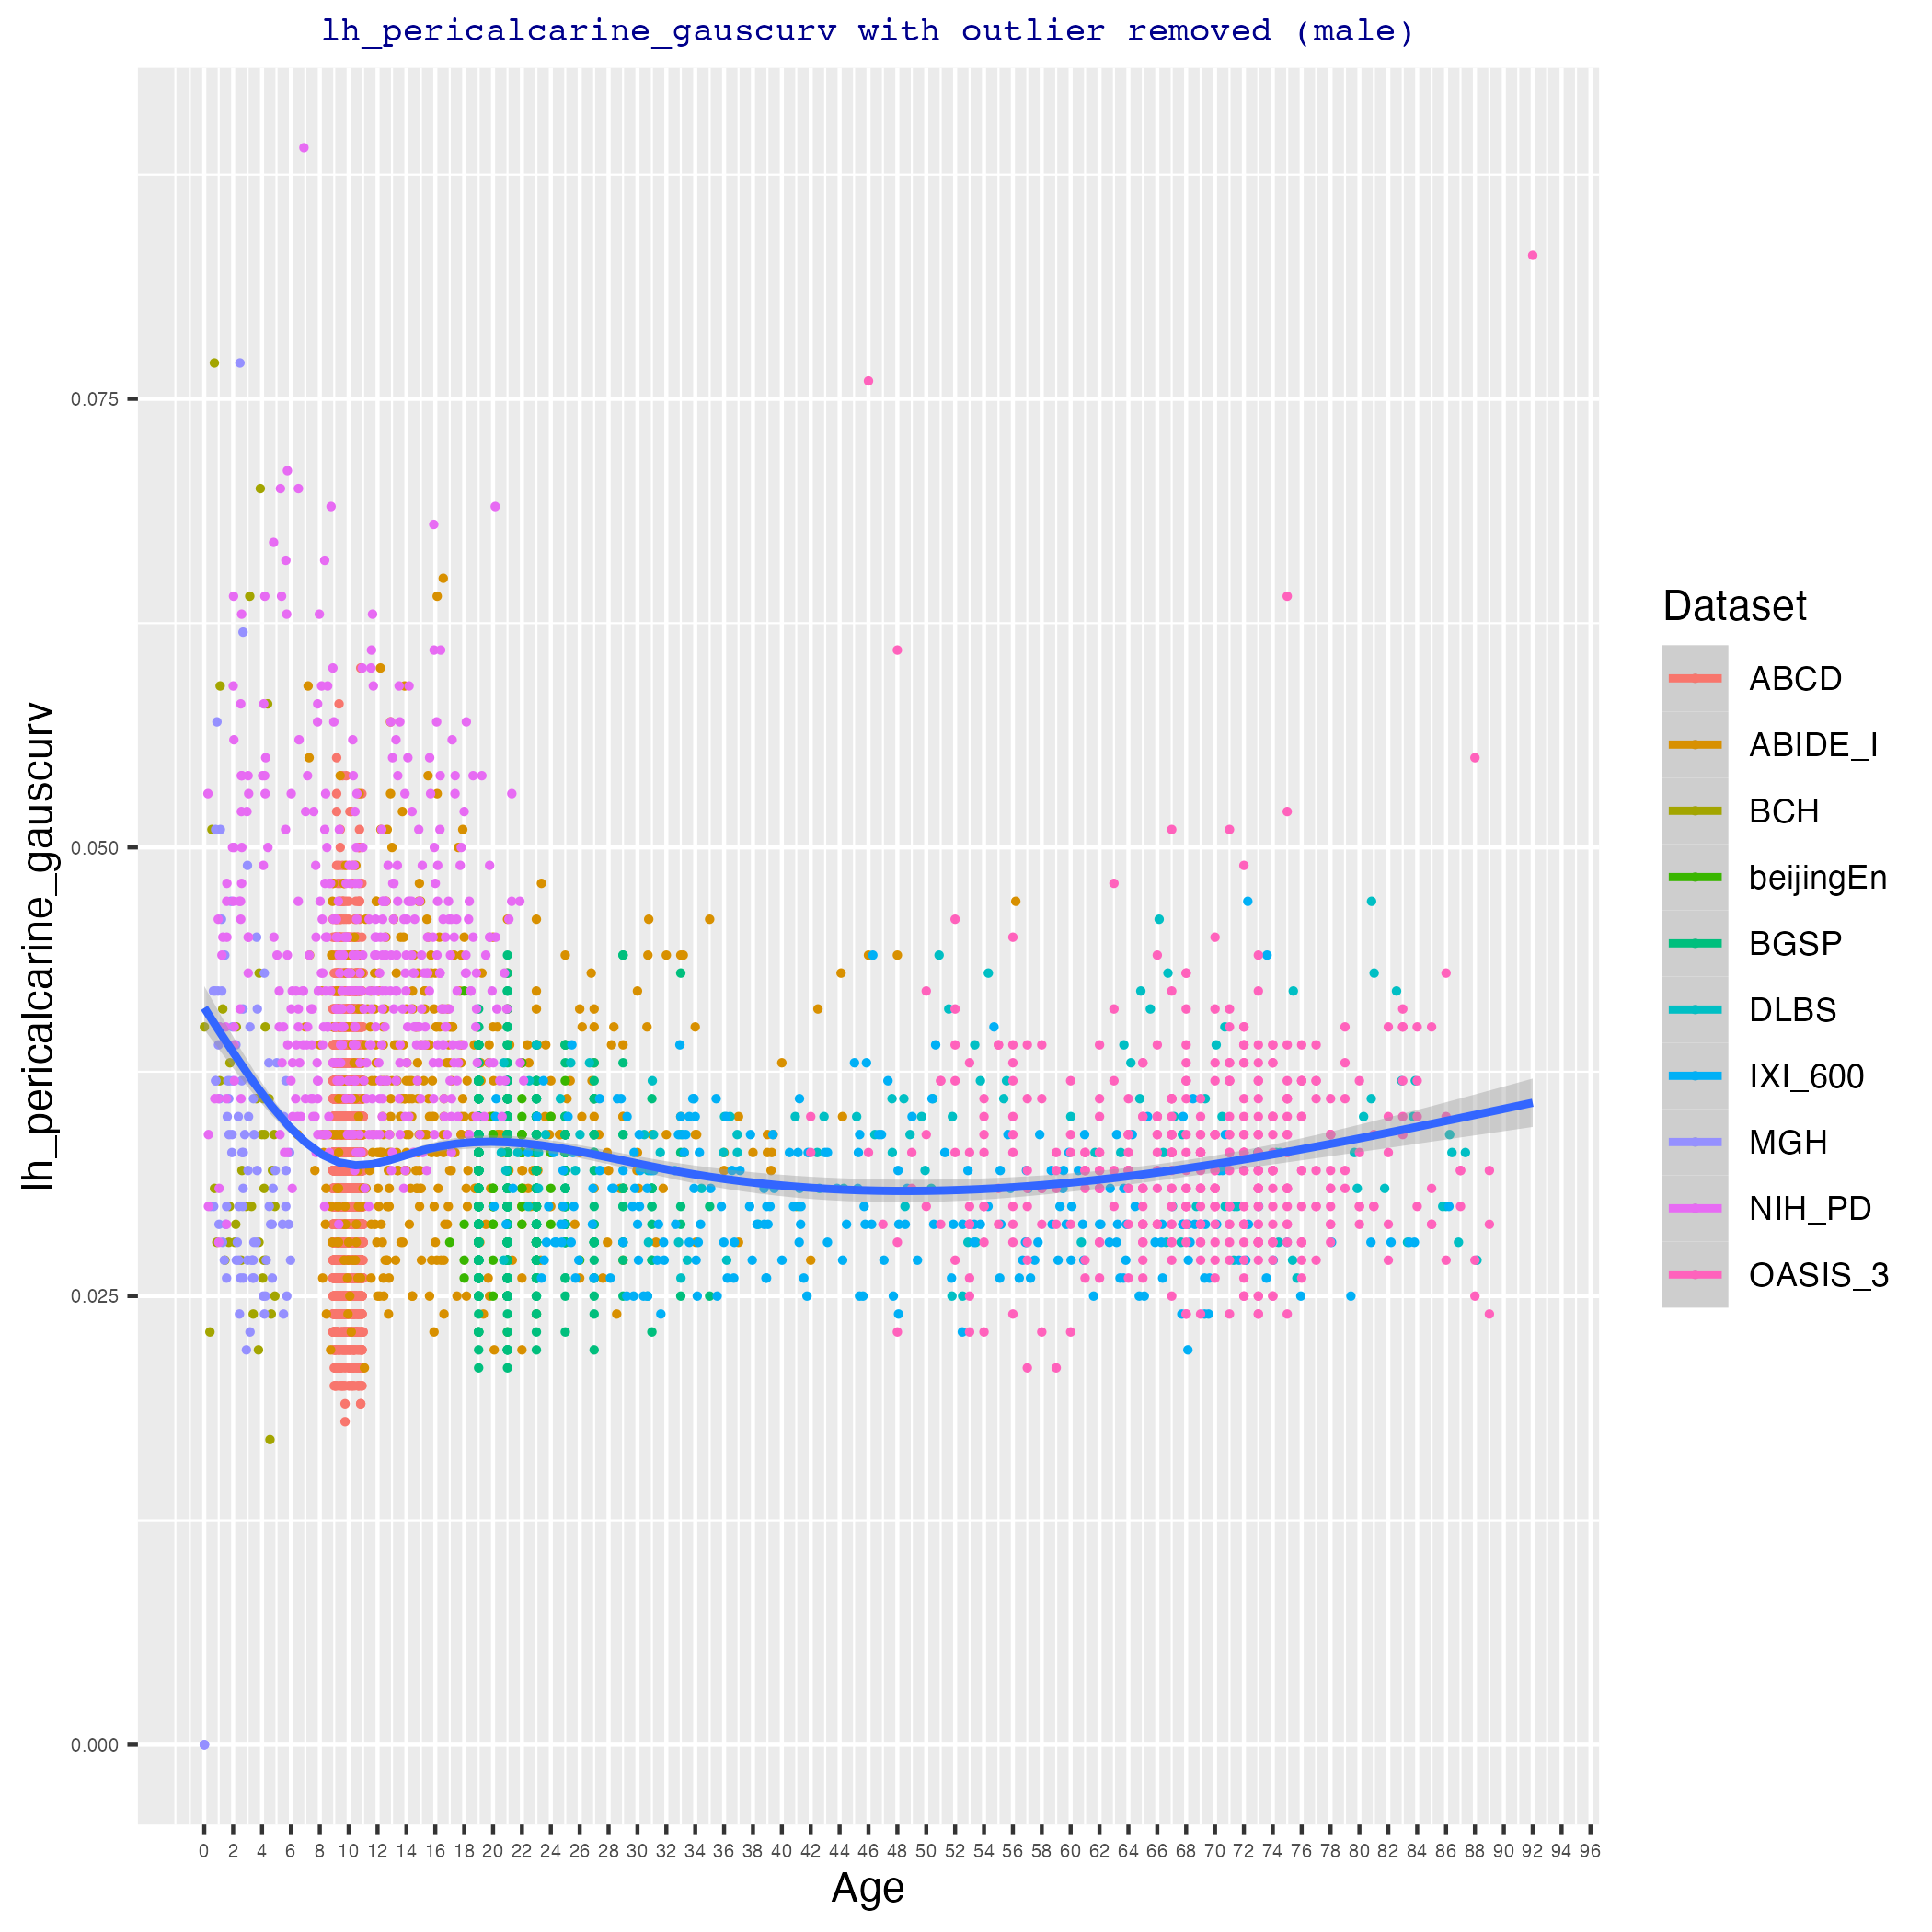 lh_pericalcarine_gauscurv with outlier removed (male)
lh_pericalcarine_gauscurv
0.075
0.050
0.025
0.000
0 2 4 6 8 10 12 14 16 18 20 22 24 26 28 30 32 34 36 38 40 42 44 46 48 50 52 54 56 58 60 62 64 66 68 70 72 74 76 78 80 82 84 86 88 90 92 94 96
Age
Dataset
ABCD
ABIDE_I
BCH
beijingEn
BGSP
DLBS
IXI_600
MGH
NIH_PD
OASIS_3